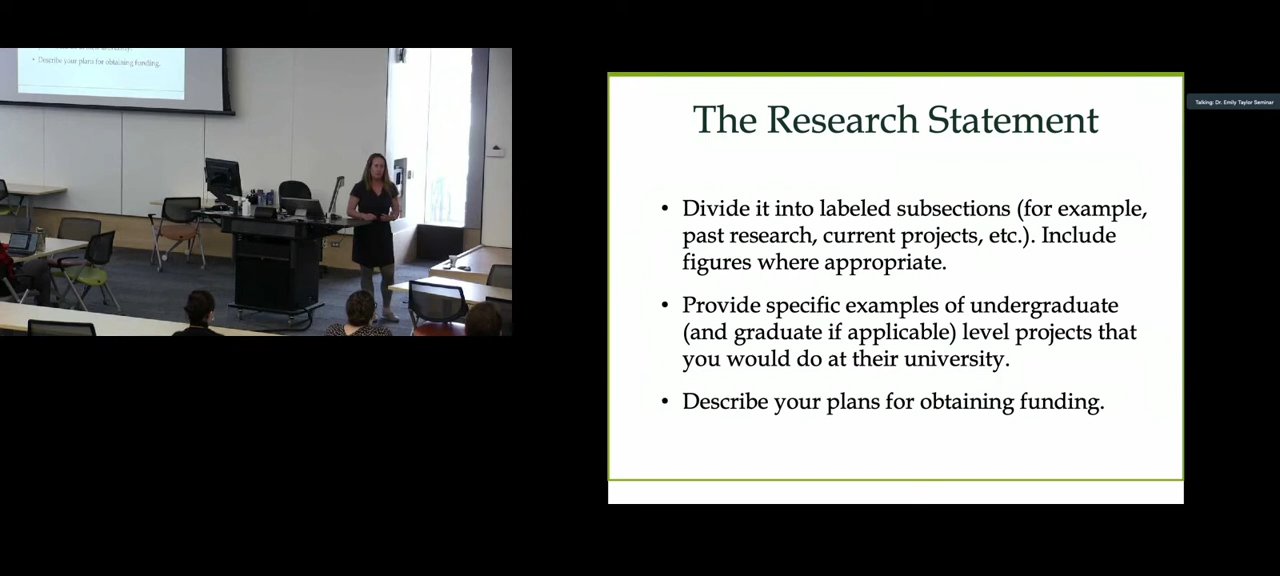 Describe your plans for obtaining funding.
The Research Statement
• Divide it into labeled subsections (for example,
past research, current projects, etc.). Include
figures where appropriate.
• Provide specific examples of undergraduate
(and graduate if applicable) level projects that
you would do at their university.
• Describe your plans for obtaining funding.
Talking: Dr. Emily Taylor Seminar